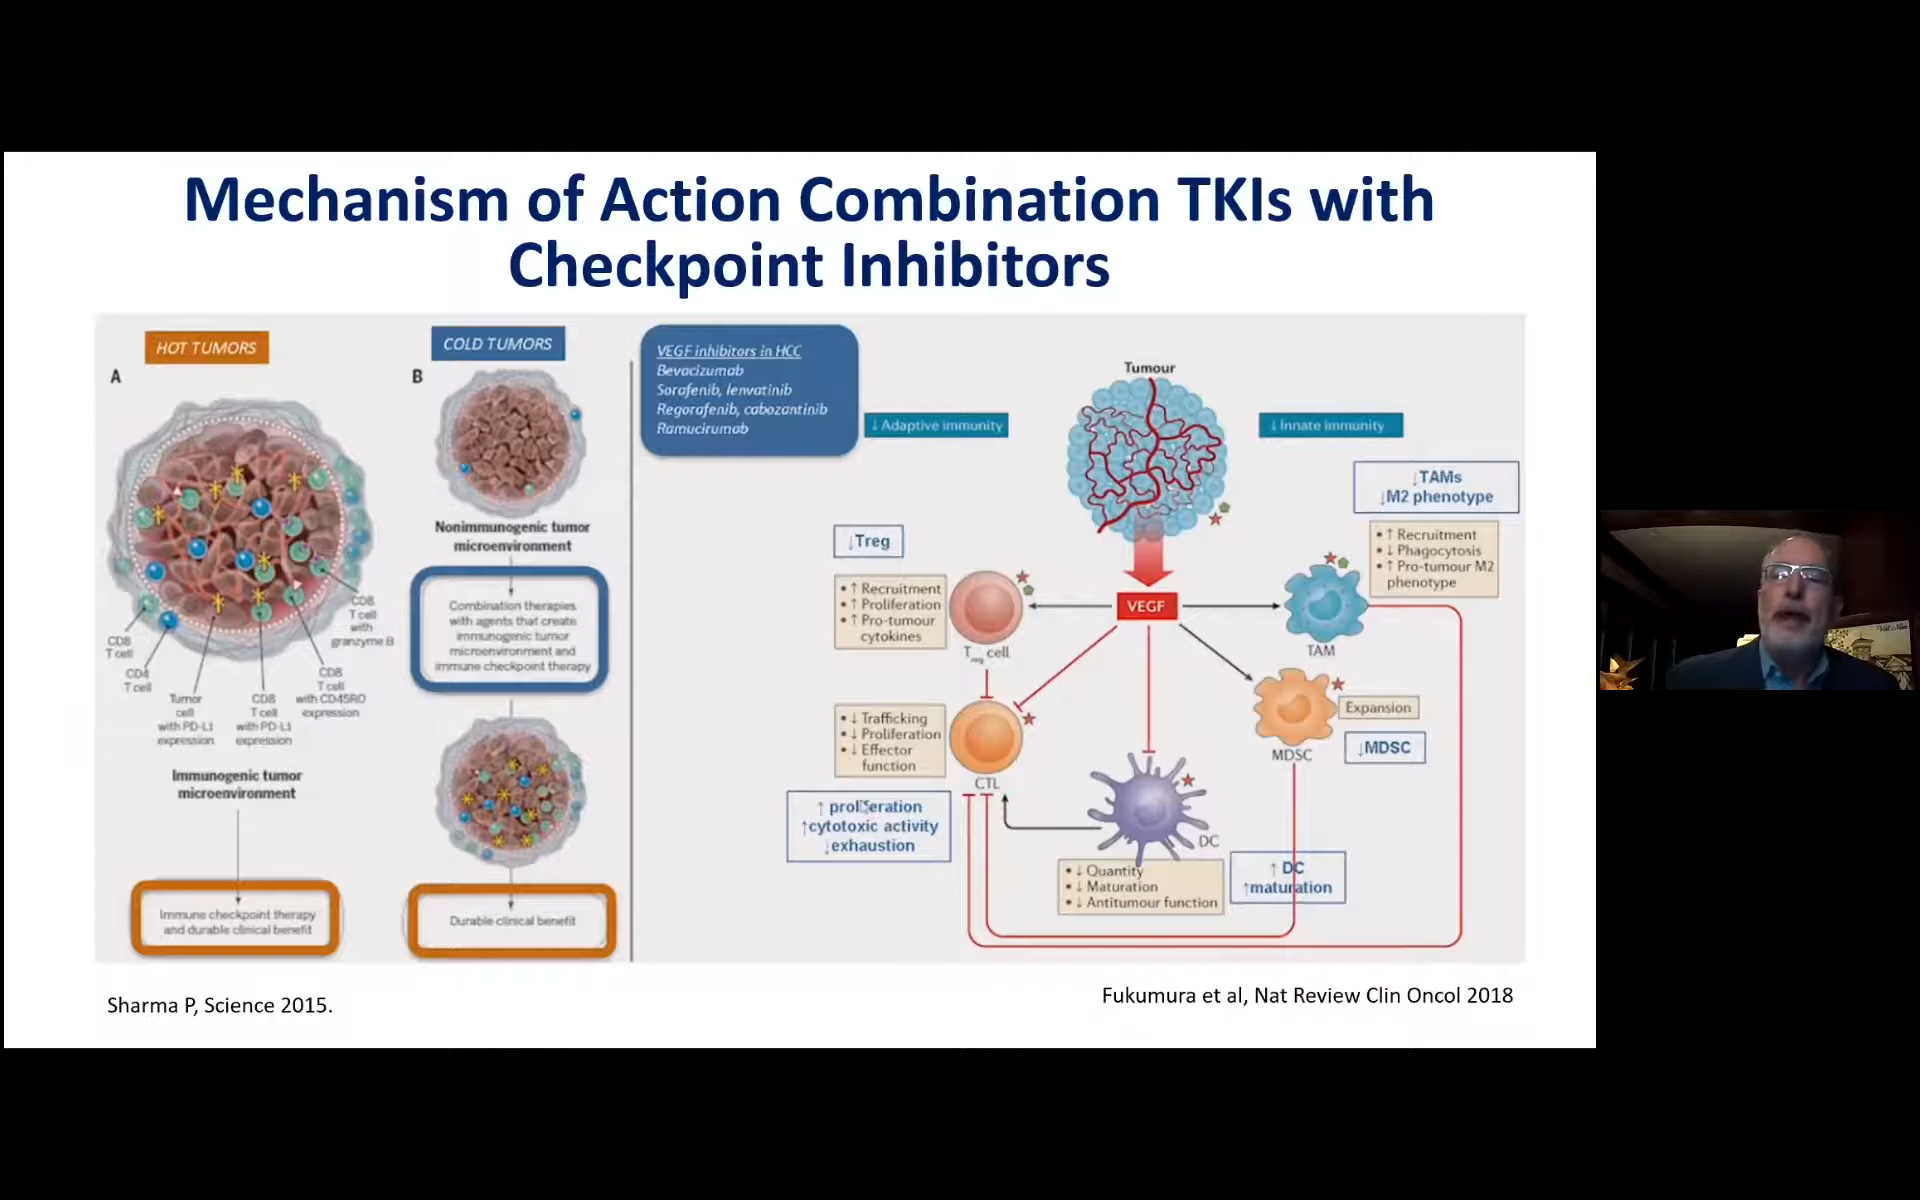 Mechanism of Action Combination TKIs with
Checkpoint Inhibitors
HOT TUMORS
A
CD8
T cell
CD4
T cell
Tumor
cell
with PD-L1
expression
CD8
T cell
with PD-L1
expression
CD8
T cell
with CD45RO
expression
CD8
T cell
with
granzyme B
Immunogenic tumor
microenvironment
Immune checkpoint therapy
and durable clinical benefit
COLD TUMORS
B
Nonimmunogenic tumor
microenvironment
Combination therapies
with agents that create
immunogenic tumor
microenvironment and
immune checkpoint therapy
Durable clinical benefit
VEGF inhibitors in HCC
Bevacizumab
Sorafenib, lenvatinib
Regorafenib, cabozantinib
Ramucirumab
↓ Adaptive immunity
Tumour
↓ Innate immunity
↓TAMs
↓M2 phenotype
• ↑ Recruitment
• ↓ Phagocytosis
• ↑ Pro-tumour M2
phenotype
↓Treg
• ↑ Recruitment
• ↑ Proliferation
• ↑ Pro-tumour
cytokines
Treg cell
VEGF
TAM
• ↓ Trafficking
• ↓ Proliferation
• ↓ Effector
function
CTL
Expansion
MDSC
↓MDSC
↑ proliferation
↑cytotoxic activity
↓exhaustion
DC
• ↓ Quantity
• ↓ Maturation
• ↓ Antitumour function
↑ DC
↑maturation
Sharma P, Science 2015.
Fukumura et al, Nat Review Clin Oncol 2018